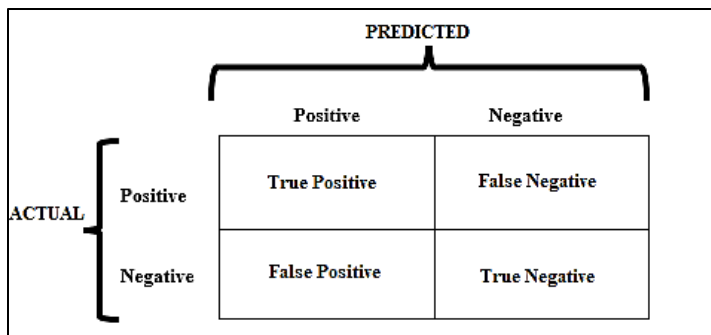 PREDICTED
Positive Negative
Positive True Positive False Negative
ACTUAL
Negative False Positive True Negative